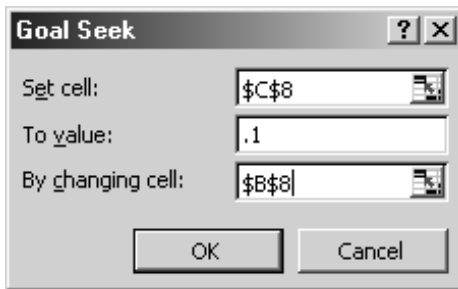 Goal Seek ? ×
Set cell: $C$8
To value: .1
By changing cell: $B$8
OK Cancel